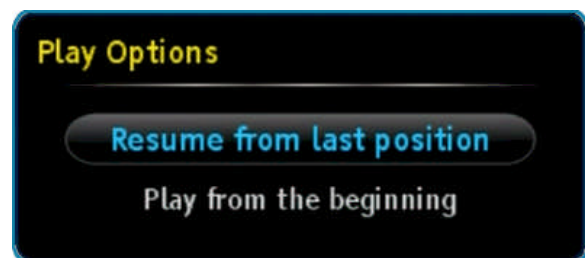 Play Options
Resume from last position
Play from the beginning